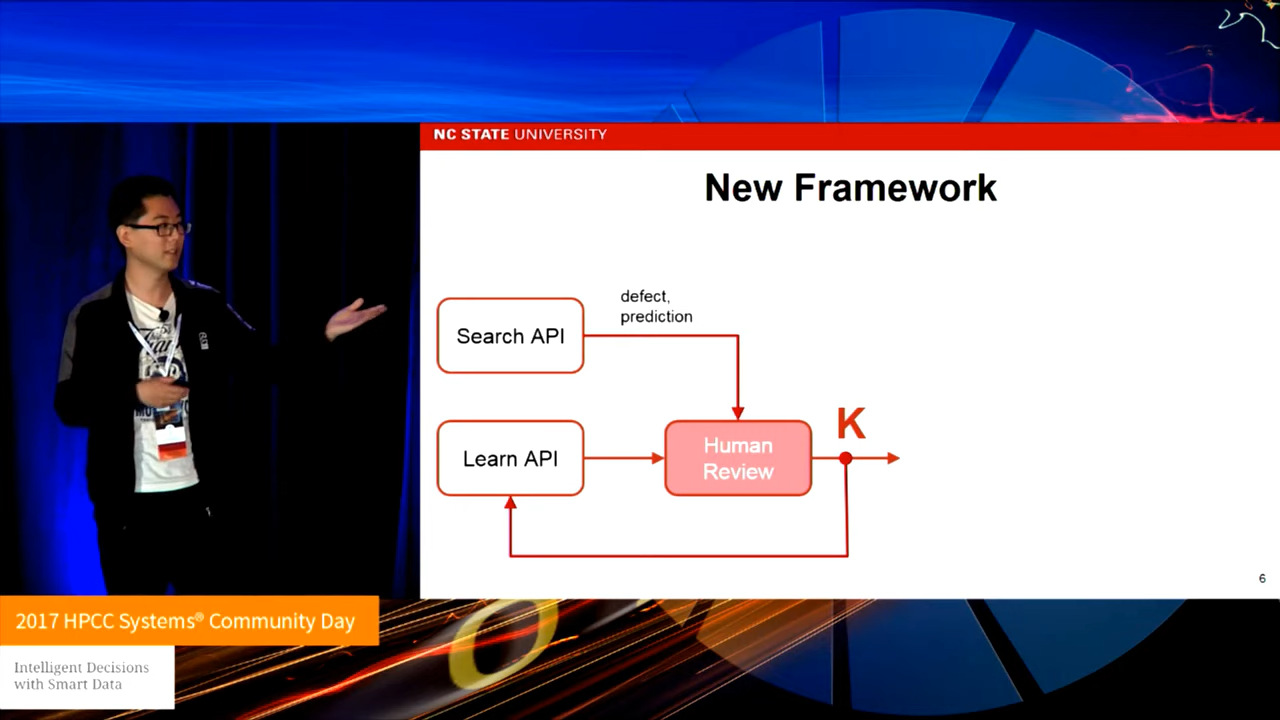 NC STATE UNIVERSITY
New Framework
defect,
prediction
Search API
K
Human
Review
Learn API
6
2017 HPCC Systems® Community Day
Intelligent Decisions
with Smart Data